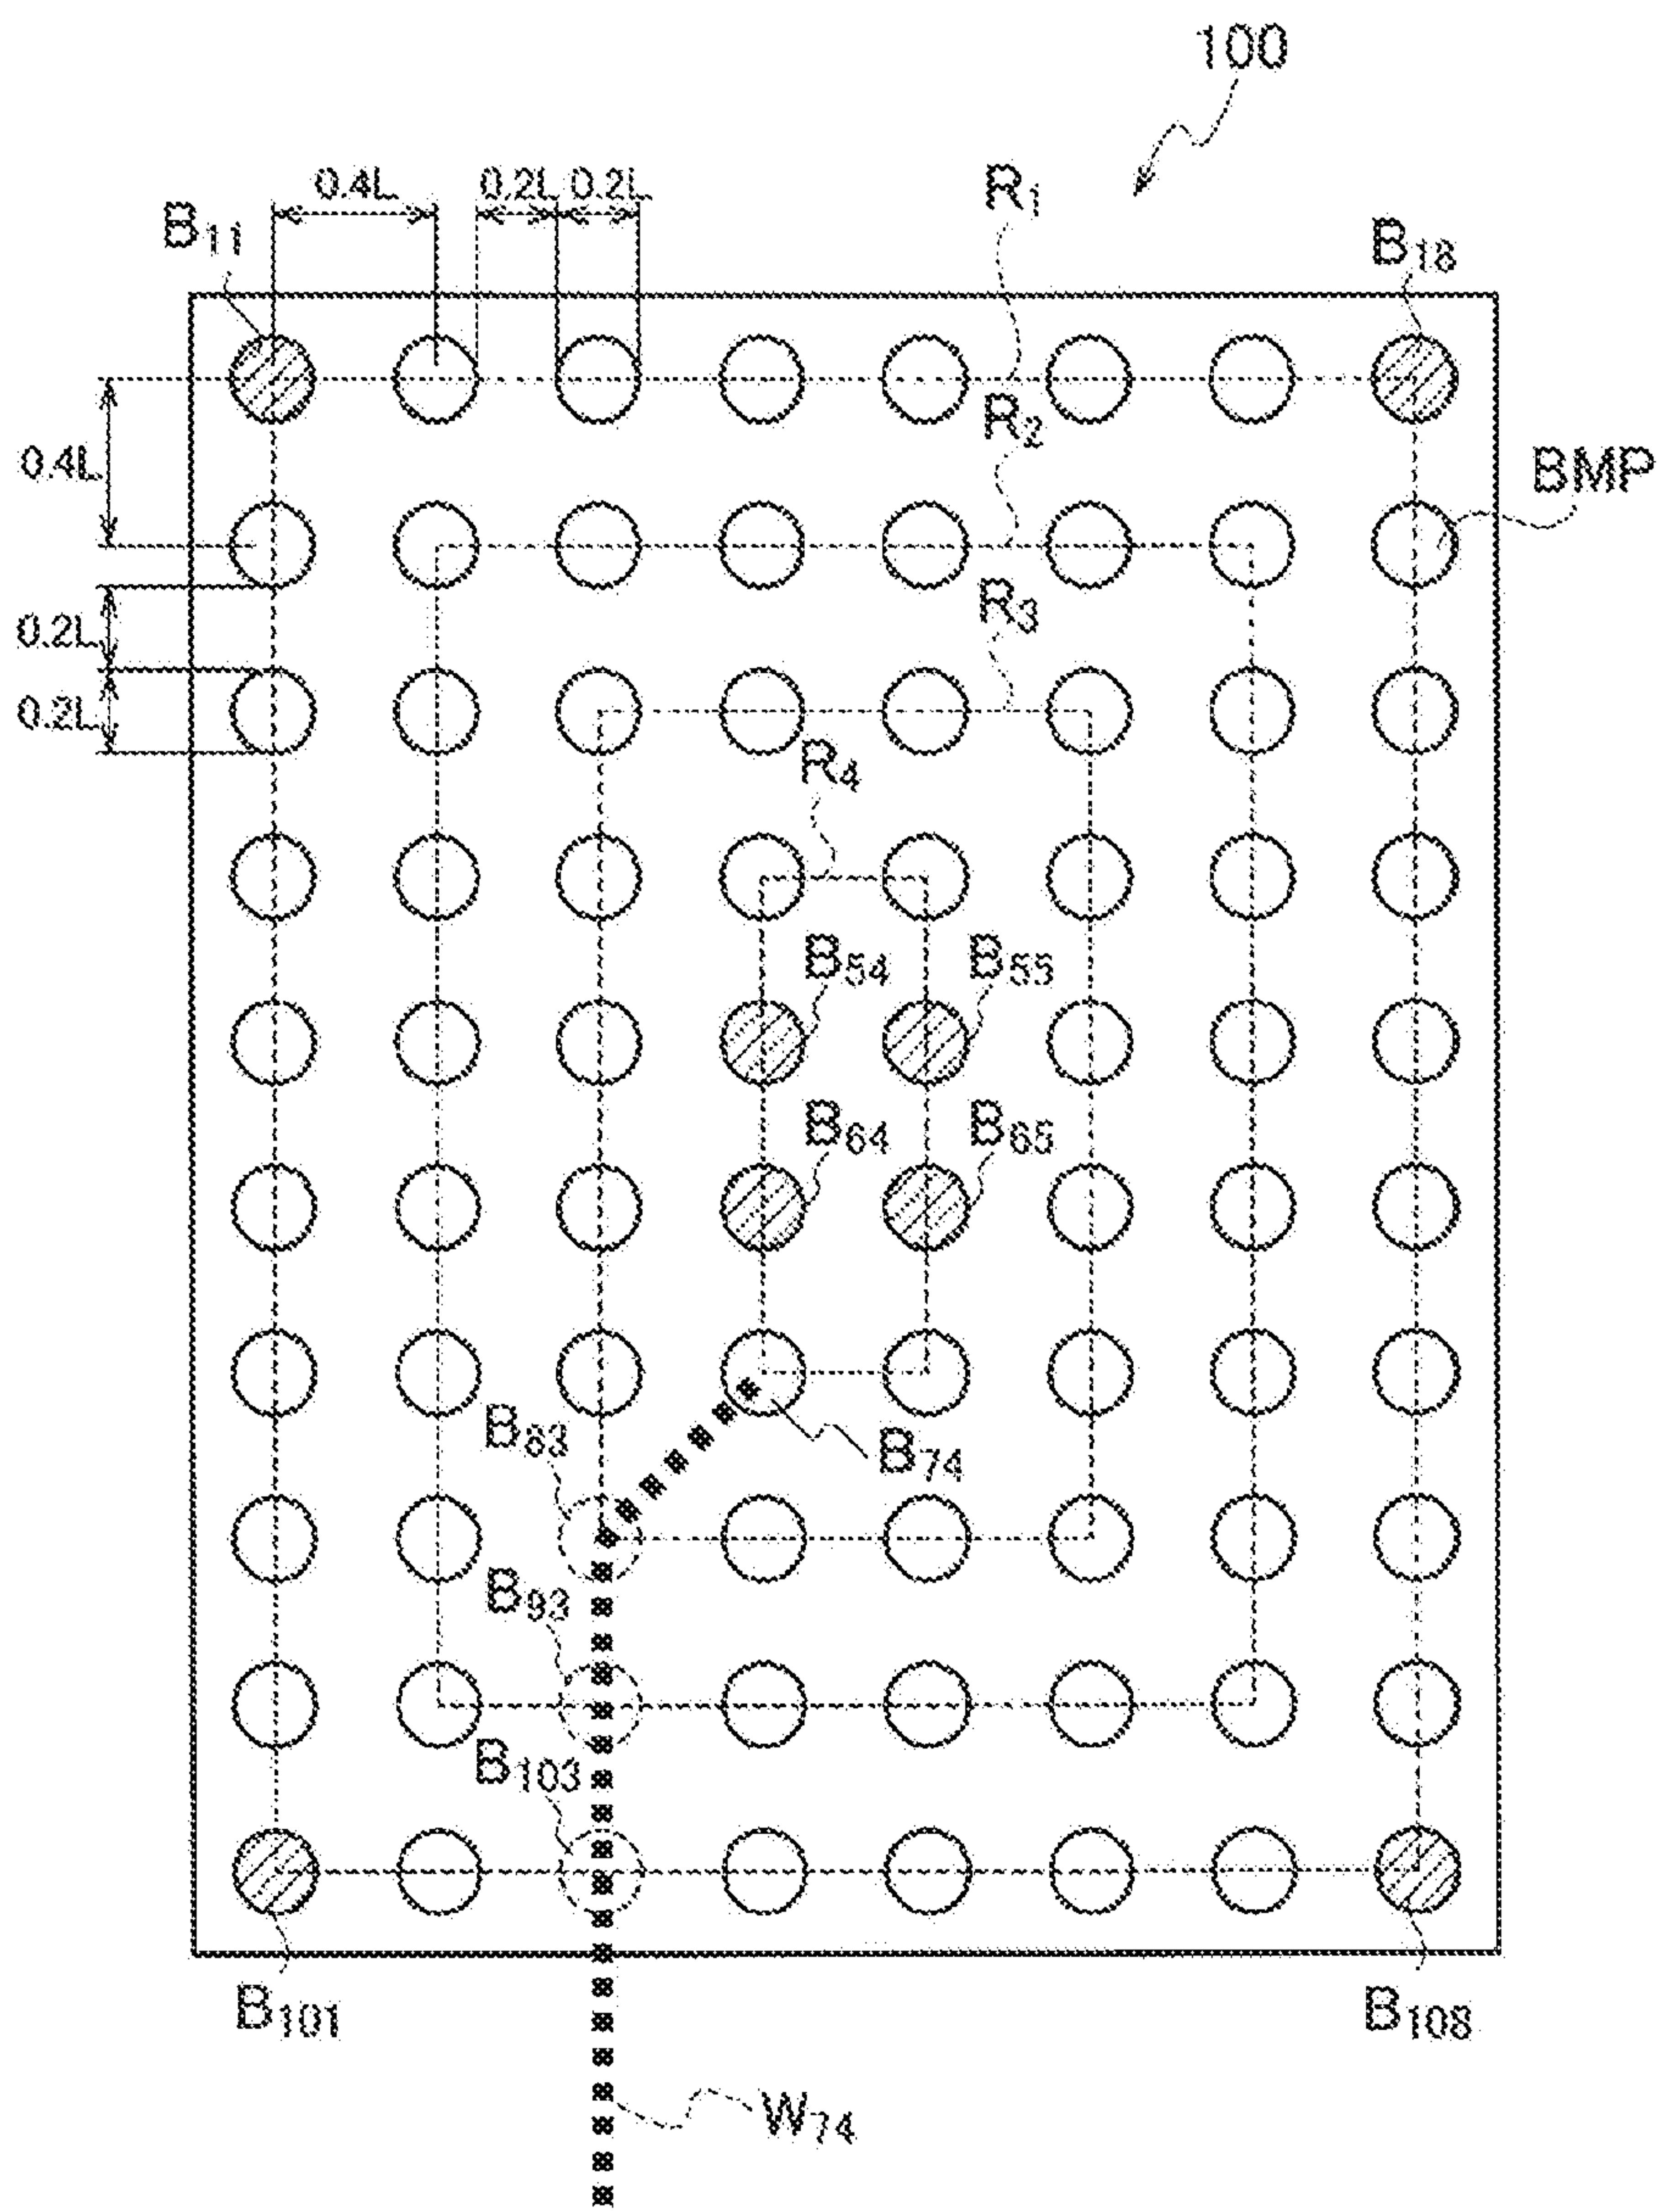 100
0.4L 0.2L 0.2L R1
B11 B18
R2
0.4L BMP
R3
0.2L
0.2L
R4
B54 B55
B64 B65
B83
B74
B93
B103
B101 B108
W74